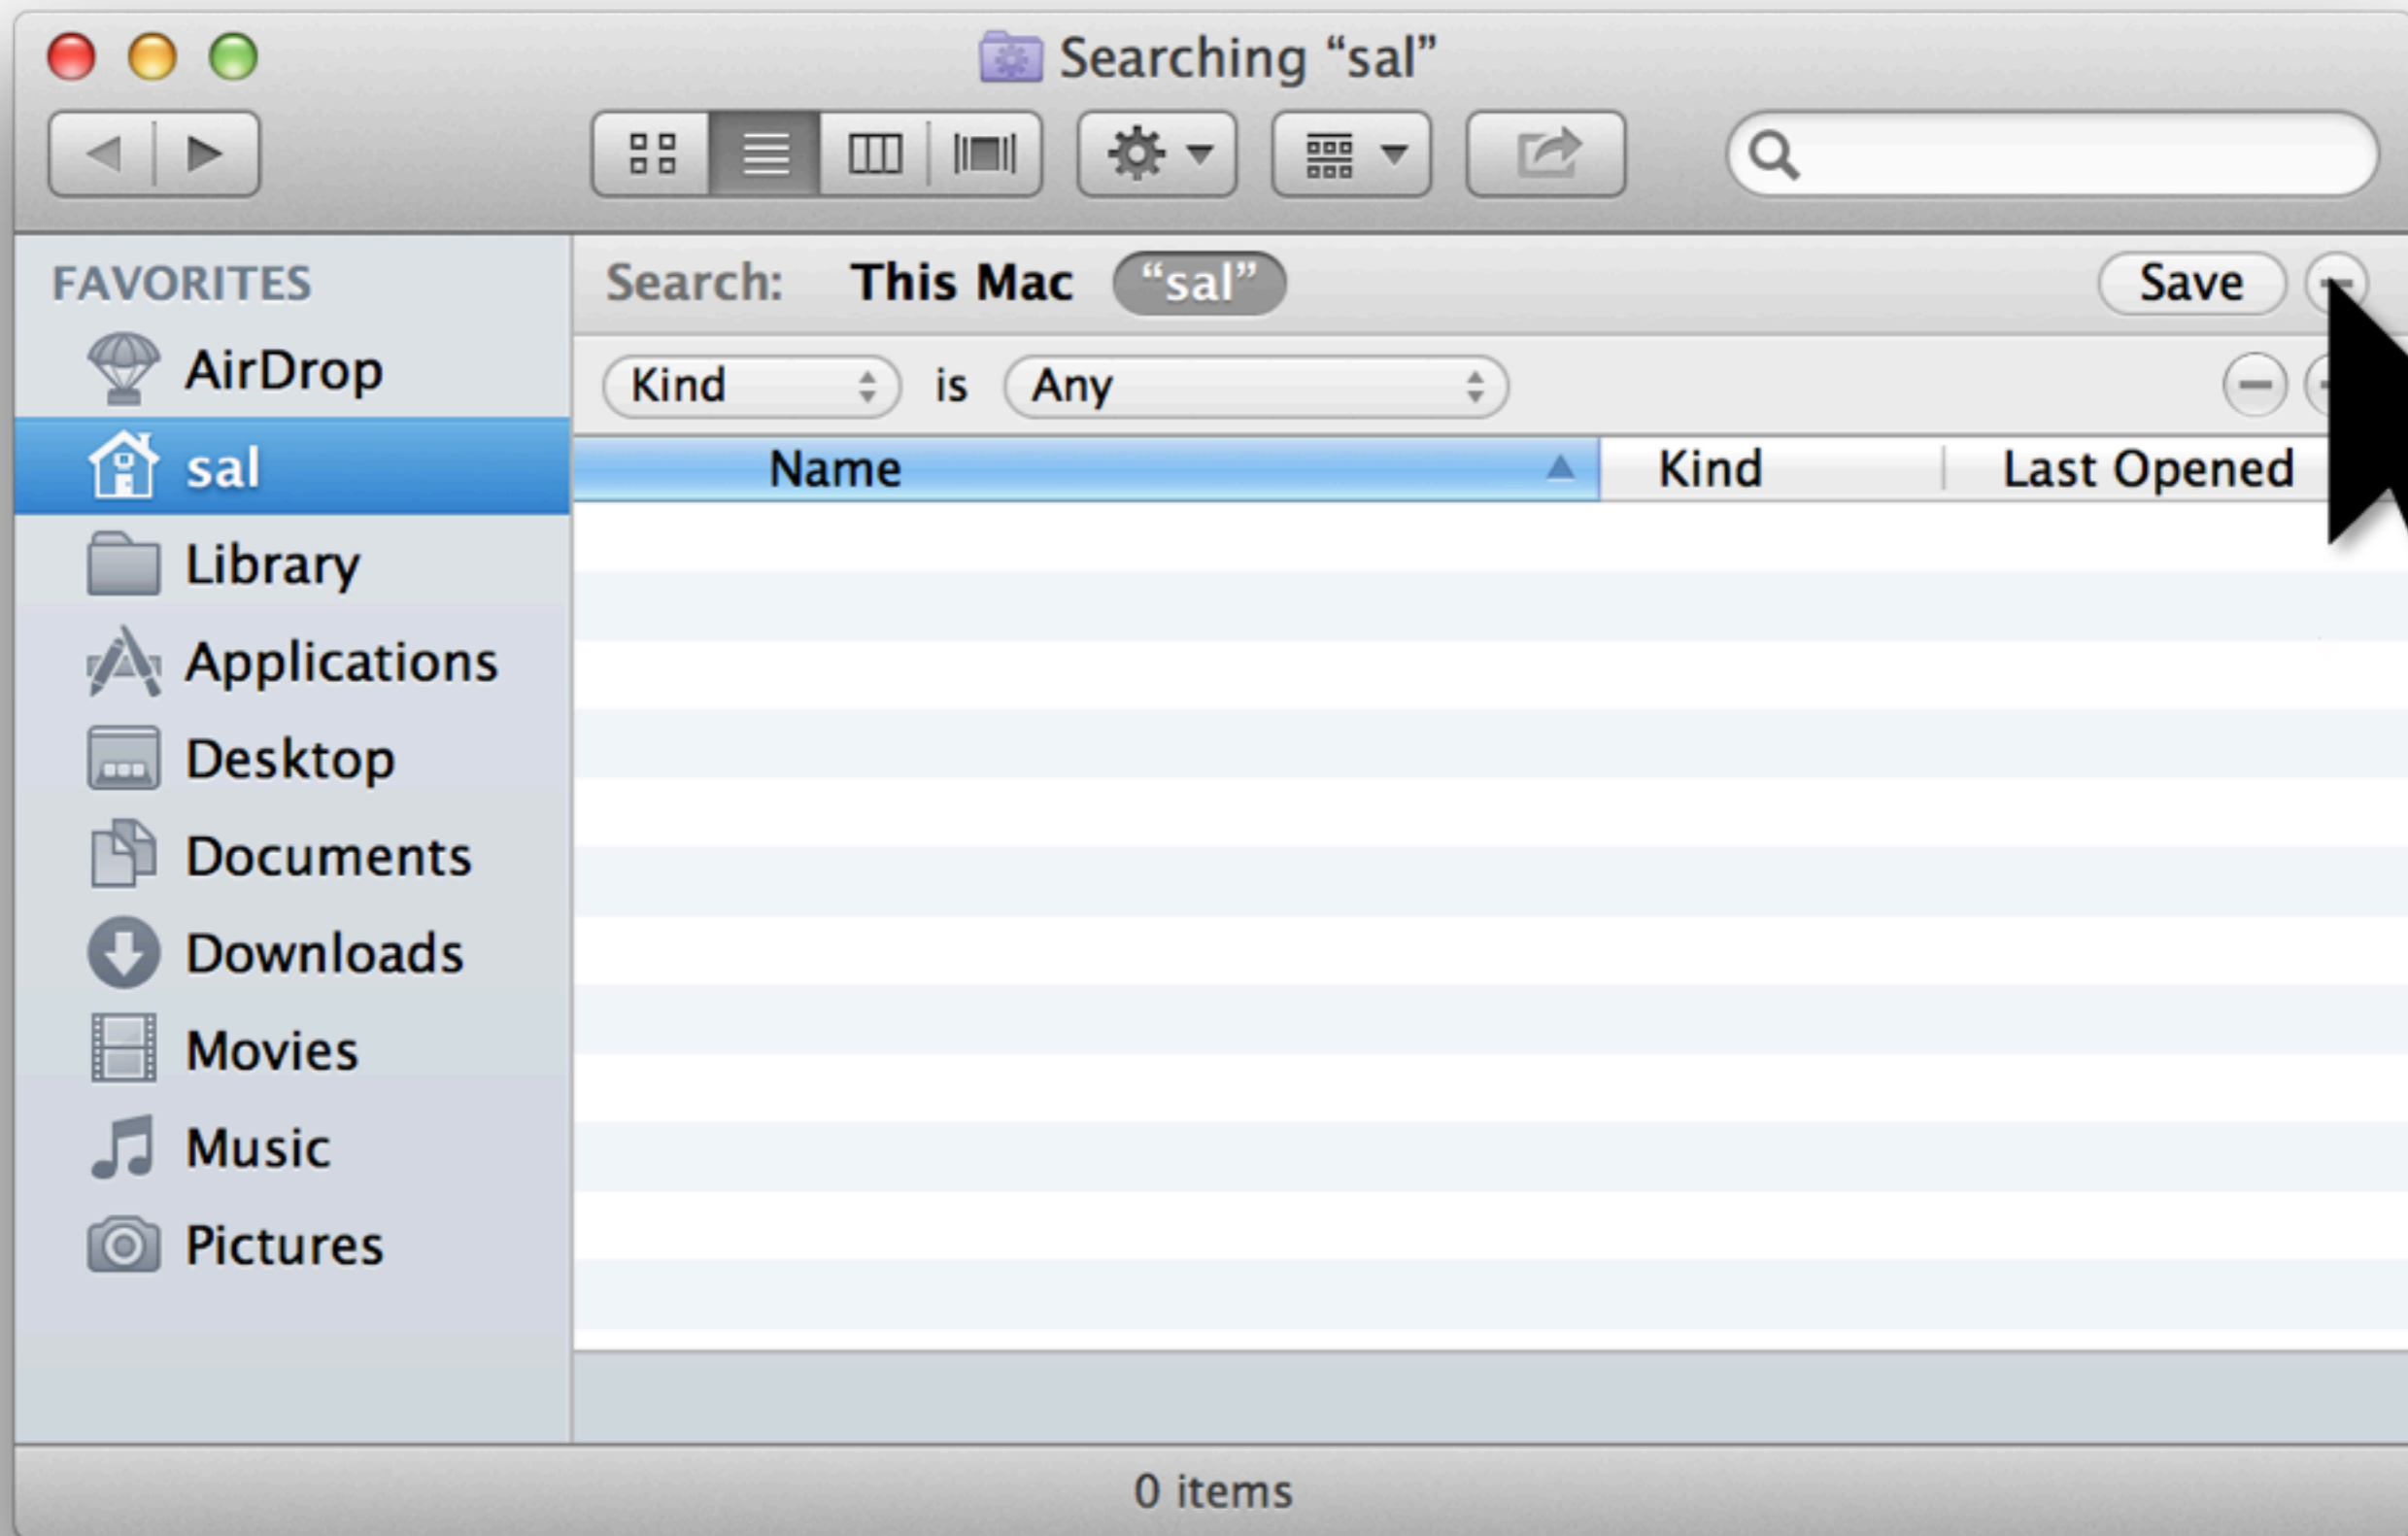 Searching “sal”
FAVORITES
AirDrop
sal
Library
Applications
Desktop
Documents
Downloads
Movies
Music
Pictures
Search: This Mac “sal” Save
Kind is Any
Name Kind Last Opened
0 items